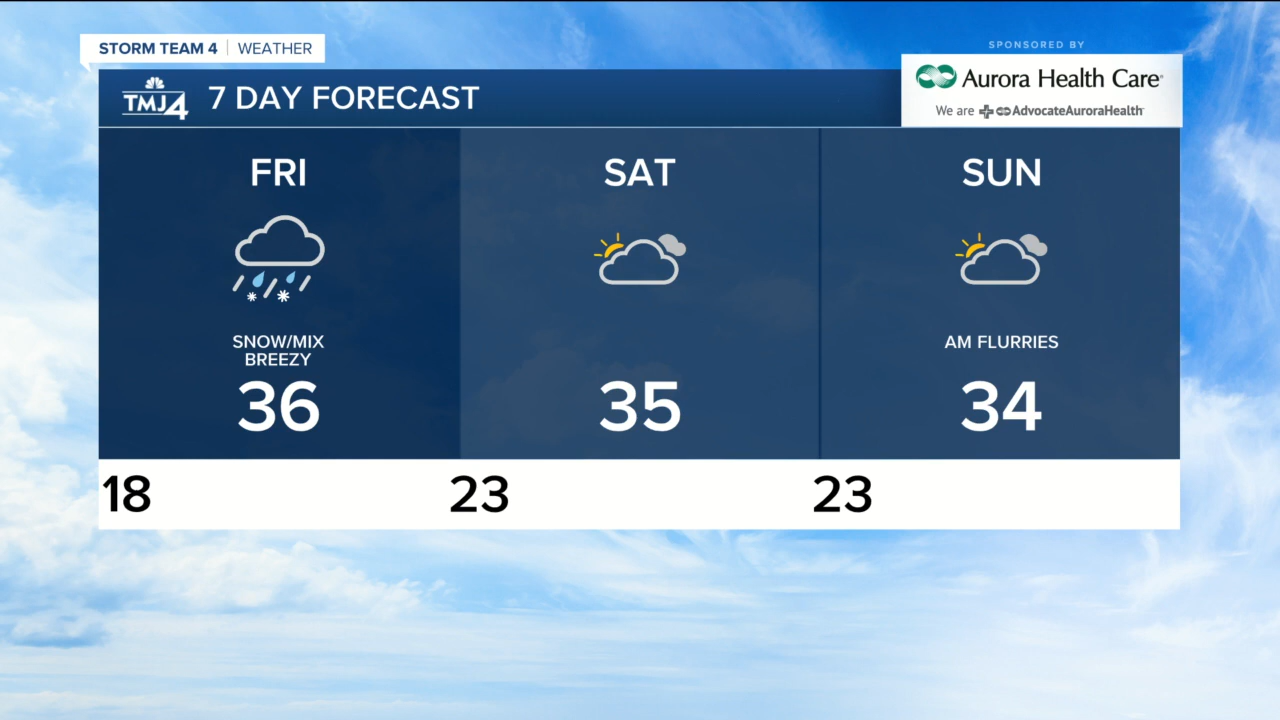 STORM TEAM 4 | WEATHER
SPONSORED BY
Aurora Health Care®
We are AdvocateAuroraHealth™
TMJ4
7 DAY FORECAST
FRI
SAT
SUN
SNOW/MIX
BREEZY
AM FLURRIES
36
35
34
18
23
23